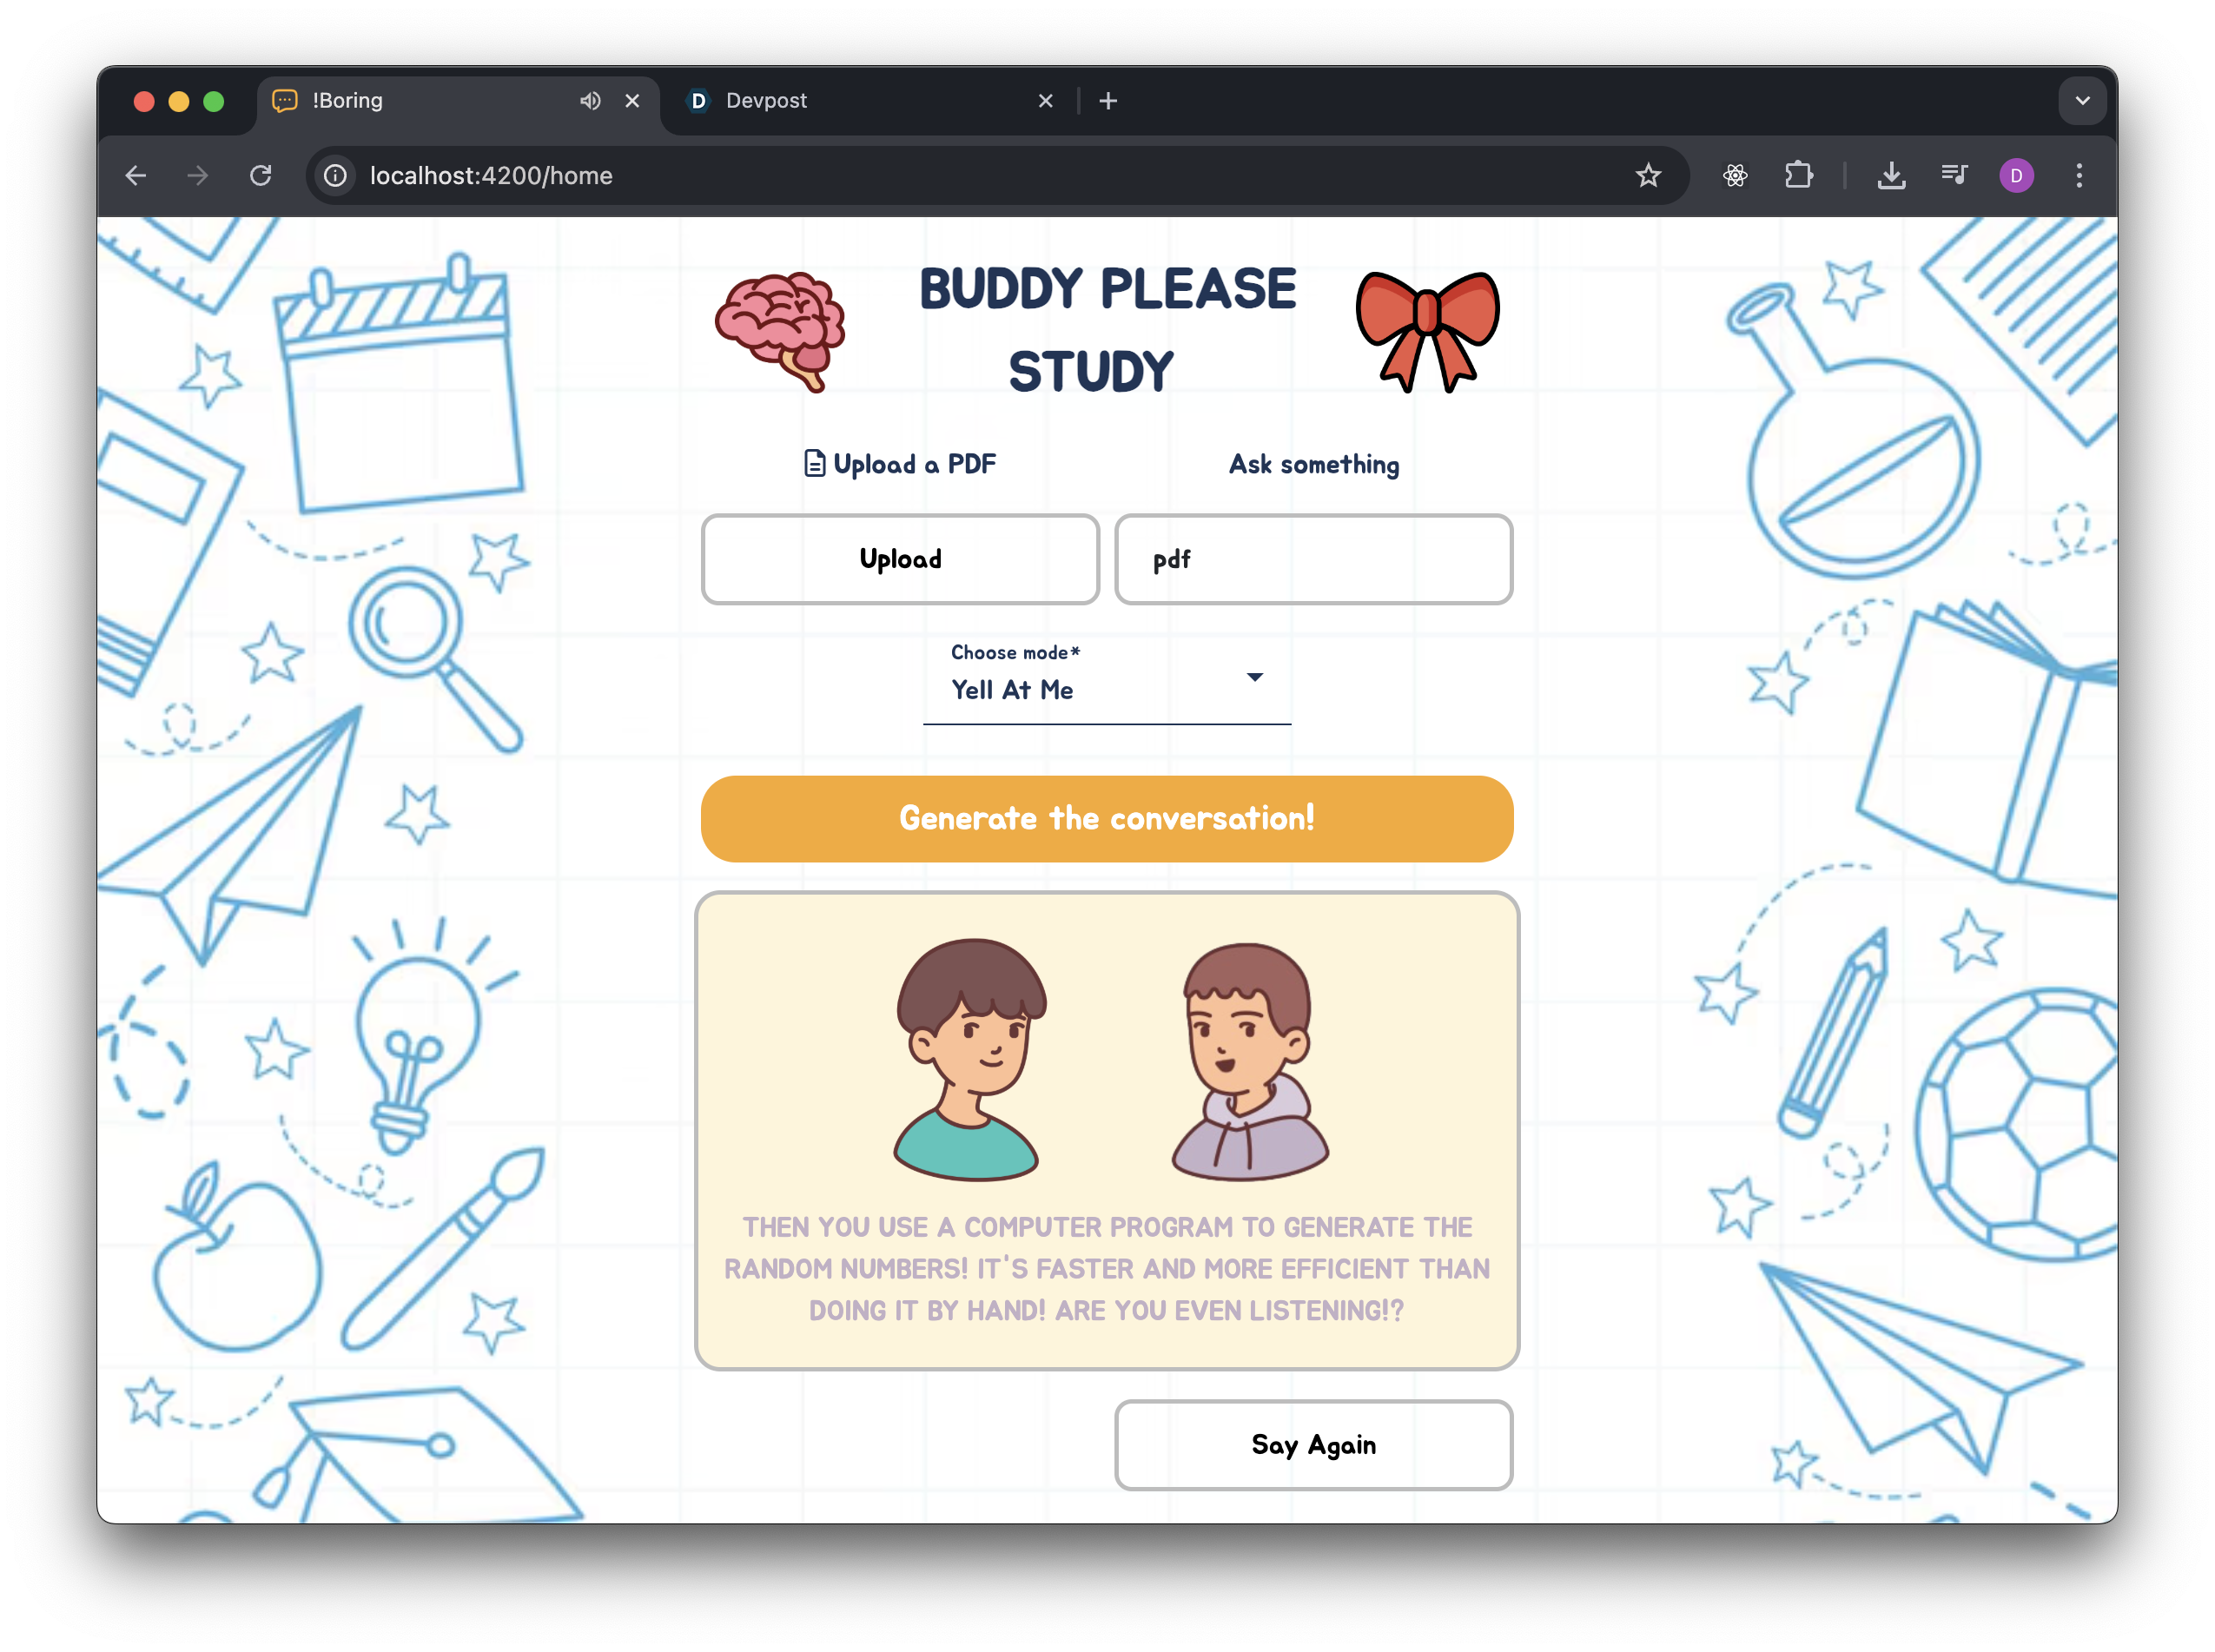 !Boring
D Devpost
localhost:4200/home
D
BUDDY PLEASE
STUDY
Upload a PDF
Ask something
Upload
pdf
Choose mode*
Yell At Me
Generate the conversation!
THEN YOU USE A COMPUTER PROGRAM TO GENERATE THE
RANDOM NUMBERS! IT'S FASTER AND MORE EFFICIENT THAN
DOING IT BY HAND! ARE YOU EVEN LISTENING!?
Say Again